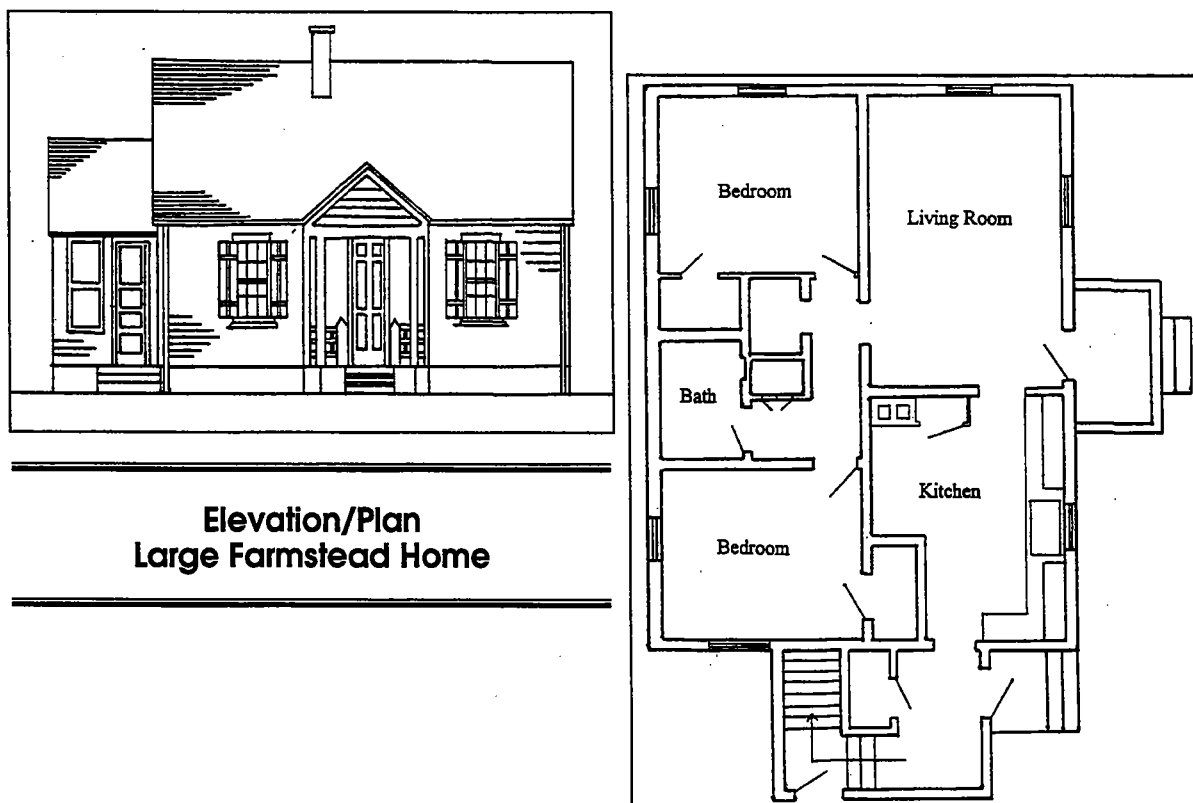 Elevation/Plan
Large Farmstead Home
Bedroom
Living Room
Bath
Kitchen
Bedroom